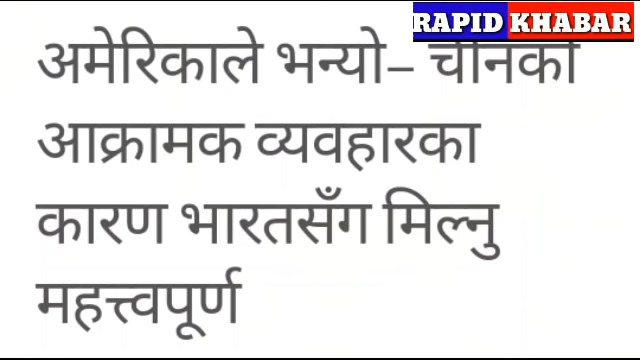 RAPID KHABAR
अमेरिकाले भन्यो– चीनको
आक्रामक व्यवहारका
कारण भारतसँग मिल्नु
महत्त्वपूर्ण